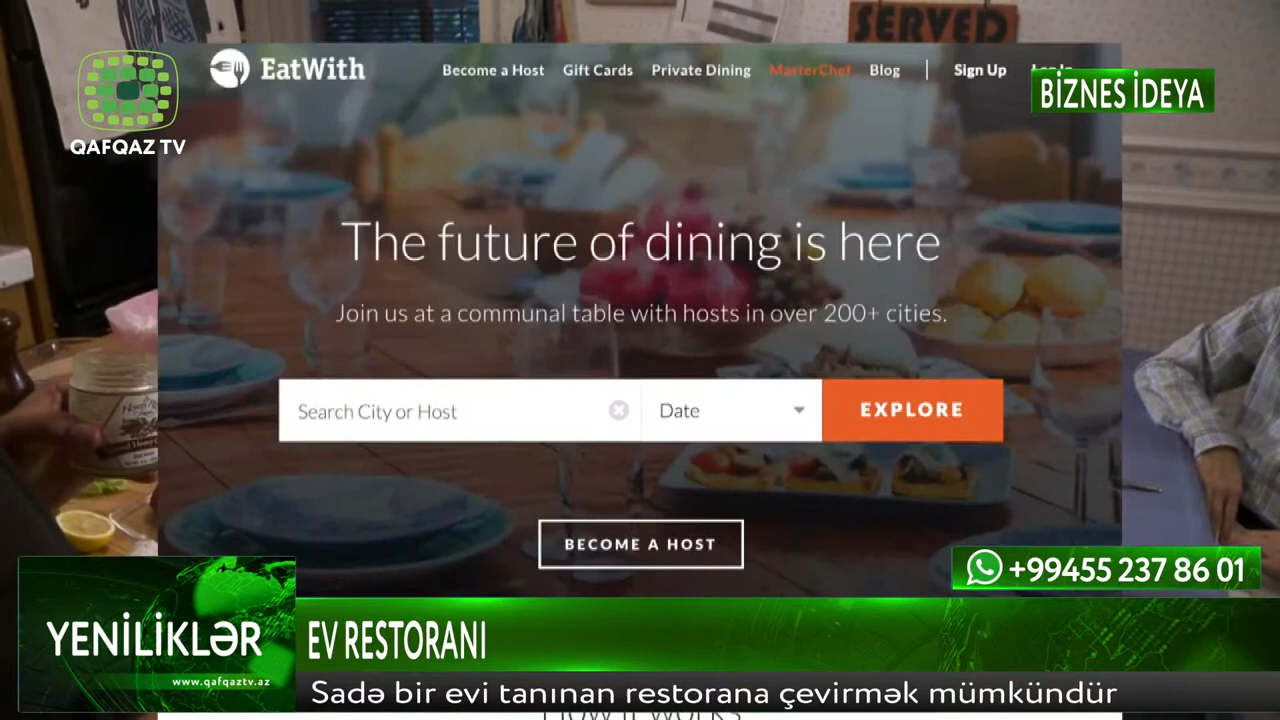 SERVED
EatWith
Become a Host
Gift Cards
Private Dining
MasterChef
Blog
Sign Up
BİZNES İDEYA
QAFQAZ TV
The future of dining is here
Join us at a communal table with hosts in over 200+ cities.
Search City or Host
Date
EXPLORE
BECOME A HOST
+99455 237 86 01
YENİLİKLƏR
www.qafqaztv.az
EV RESTORANI
Sadə bir evi tanınan restorana çevirmək mümkündür